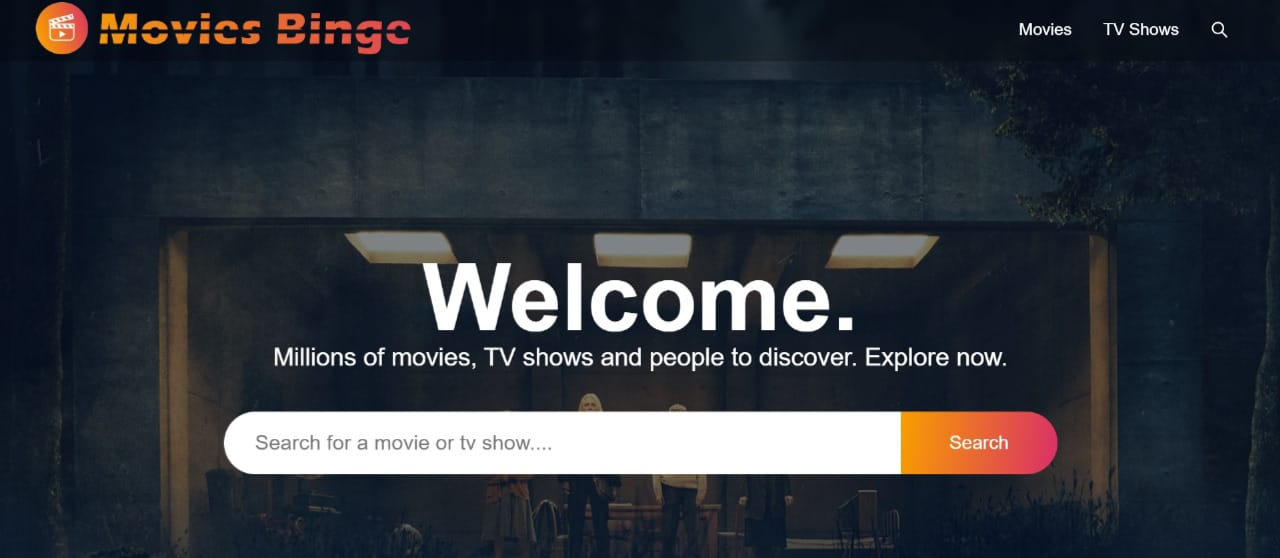 Movies Binge
Movies
TV Shows
Welcome.
Millions of movies, TV shows and people to discover. Explore now.
Search for a movie or tv show....
Search